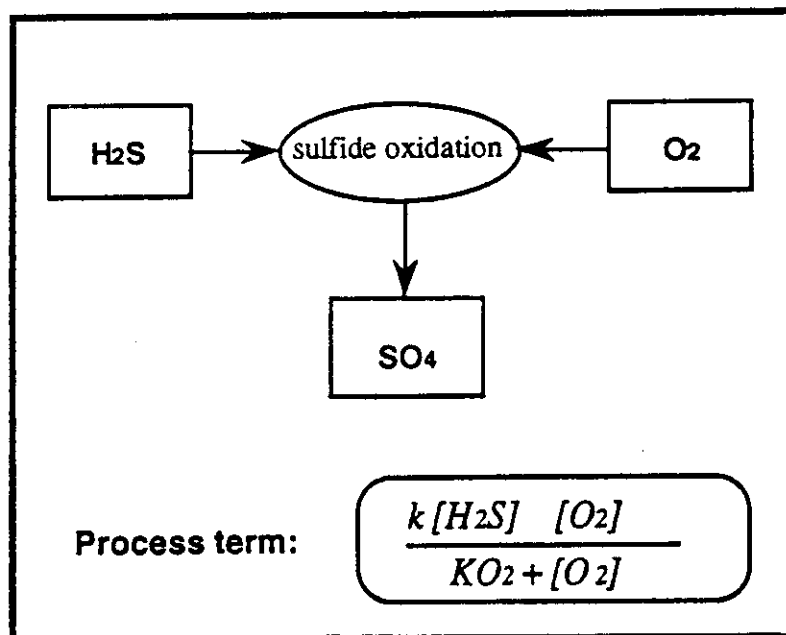 H2S
sulfide oxidation
O2
SO4
Process term:
k [H2S] [O2]
KO2 + [O2]